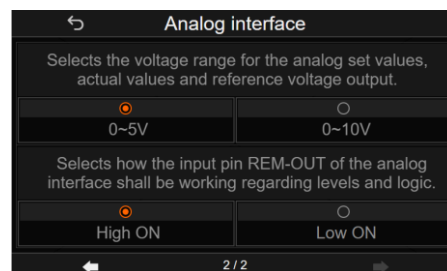 Analog interface
Selects the voltage range for the analog set values,
actual values and reference voltage output.
0~5V
0~10V
Selects how the input pin REM-OUT of the analog
interface shall be working regarding levels and logic.
High ON
Low ON
2 / 2